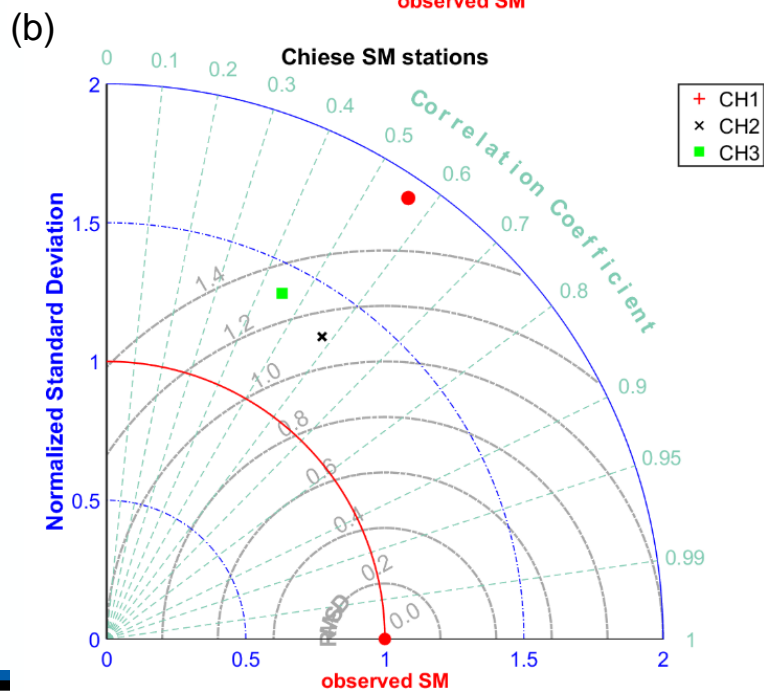 observed SM
(b)
Chiese SM stations
0 0.1 0.2 0.3 0.4 0.5 0.6 0.7 0.8 0.9 0.95 0.99 1
Correlation Coefficient
+ CH1
× CH2
CH3
Normalized Standard Deviation
2
1.5
1
0.5
0
1.4
1.2
1.0
0.8
0.6
0.4
0.2
0.0
RMSD
0 0.5 1 1.5 2
observed SM